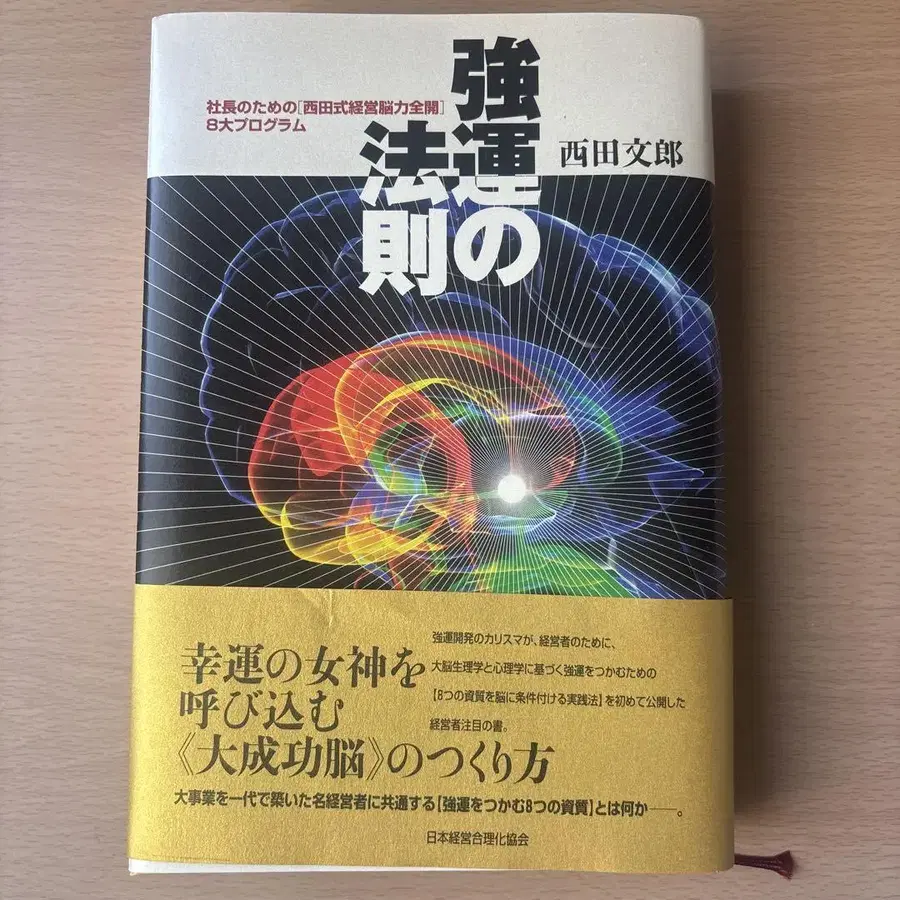 社長のための[西田式経営脳力全開]
8大プログラム
強運の
法則
西田文郎
幸運の女神を
呼び込む
《大成功脳》のつくり方
強運開発のカリスマが、経営者のために、
大脳生理学と心理学に基づく強運をつかむための
【8つの資質を脳に条件付ける実践法】を初めて公開した
経営者注目の書。
大事業を一代で築いた名経営者に共通する【強運をつかむ8つの資質】とは何か――。
日本経営合理化協会